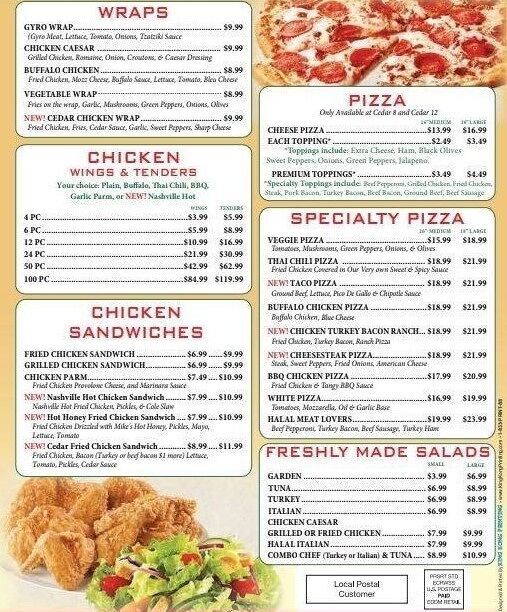 WRAPS
GYRO WRAP $9.99
(Gyro Meat, Lettuce, Tomato, Onions, Tzatziki Sauce
CHICKEN CAESAR $9.99
Grilled Chicken, Romaine, Onion, Croutons, & Caesar Dressing
BUFFALO CHICKEN $8.99
Fried Chicken, Mozz Cheese, Buffalo Sauce, Lettuce, Tomato, Bleu Cheese
VEGETABLE WRAP $8.99
Fries on the wrap, Garlic, Mushrooms, Green Peppers, Onions, Olives
NEW! CEDAR CHICKEN WRAP $9.99
Fried Chicken, Fries, Cedar Sauce, Garlic, Sweet Peppers, Sharp Cheese
CHICKEN
WINGS & TENDERS
Your choice: Plain, Buffalo, Thai Chili, BBQ,
Garlic Parm, or NEW! Nashville Hot
WINGS TENDERS
4 PC $3.99 $5.99
6 PC $5.99 $8.99
12 PC $10.99 $16.99
24 PC $21.99 $30.99
50 PC $42.99 $62.99
100 PC $84.99 $119.99
CHICKEN
SANDWICHES
FRIED CHICKEN SANDWICH $6.99 $9.99
GRILLED CHICKEN SANDWICH $6.99 $9.99
CHICKEN PARM $7.49 $10.99
Fried Chicken Provolone Cheese, and Marinara Sauce
NEW! Nashville Hot Chicken Sandwich $7.99 $10.99
Nashville Hot Fried Chicken, Pickles, & Cole Slaw
NEW! Hot Honey Fried Chicken Sandwich $7.99 $10.99
Fried Chicken Drizzled with Mike's Hot Honey, Pickles, Mayo,
Lettuce, Tomato
NEW! Cedar Fried Chicken Sandwich $8.99 $11.99
Fried Chicken, Bacon (Turkey or beef bacon $1 more) Lettuce,
Tomato, Pickles, Cedar Sauce
PIZZA
Only Available at Cedar 8 and Cedar 12
16" MEDIUM 18" LARGE
CHEESE PIZZA $13.99 $16.99
EACH TOPPING* $2.49 $3.49
*Toppings include: Extra Cheese, Ham, Black Olives
Sweet Peppers, Onions, Green Peppers, Jalapeno.
PREMIUM TOPPINGS* $3.49 $4.49
*Specialty Toppings include: Beef Pepperoni, Grilled Chicken, Fried Chicken,
Steak, Pork Bacon, Turkey Bacon, Beef Bacon, Ground Beef, Beef Sausage
SPECIALTY PIZZA
16" MEDIUM 18" LARGE
VEGGIE PIZZA $15.99 $18.99
Tomatoes, Mushrooms, Green Peppers, Onions, & Olives
THAI CHILI PIZZA $18.99 $21.99
Fried Chicken Covered in Our Very own Sweet & Spicy Sauce
NEW! TACO PIZZA $18.99 $21.99
Ground Beef, Lettuce, Pico De Gallo & Chipotle Sauce
BUFFALO CHICKEN PIZZA $18.99 $21.99
Buffalo Chicken, Blue Cheese
NEW! CHICKEN TURKEY BACON RANCH $18.99 $21.99
Fried Chicken, Turkey Bacon, Ranch Pizza
NEW! CHEESESTEAK PIZZA $18.99 $21.99
Steak, Sweet Peppers, Fried Onions, American Cheese
BBQ CHICKEN PIZZA $17.99 $20.99
Fried Chicken & Tangy BBQ Sauce
WHITE PIZZA $16.99 $19.99
Tomatoes, Mozzarella, Oil & Garlic Base
HALAL MEAT LOVERS $19.99 $23.99
Beef Pepperoni, Turkey Bacon, Beef Sausage, Turkey Ham
FRESHLY MADE SALADS
SMALL LARGE
GARDEN $3.99 $6.99
TUNA $6.99 $8.99
TURKEY $6.99 $8.99
ITALIAN $6.99 $8.99
CHICKEN CAESAR
GRILLED OR FRIED CHICKEN $7.99 $9.99
HALAL ITALIAN $7.99 $9.99
COMBO CHEF (Turkey or Italian) & TUNA $8.99 $10.99
Local Postal
Customer
PRSRT STD
ECRWSS
U.S. POSTAGE
PAID
EDDM RETAIL
Designed & Printed By KING KONG PRINTING - www.KingKongPrinting.com